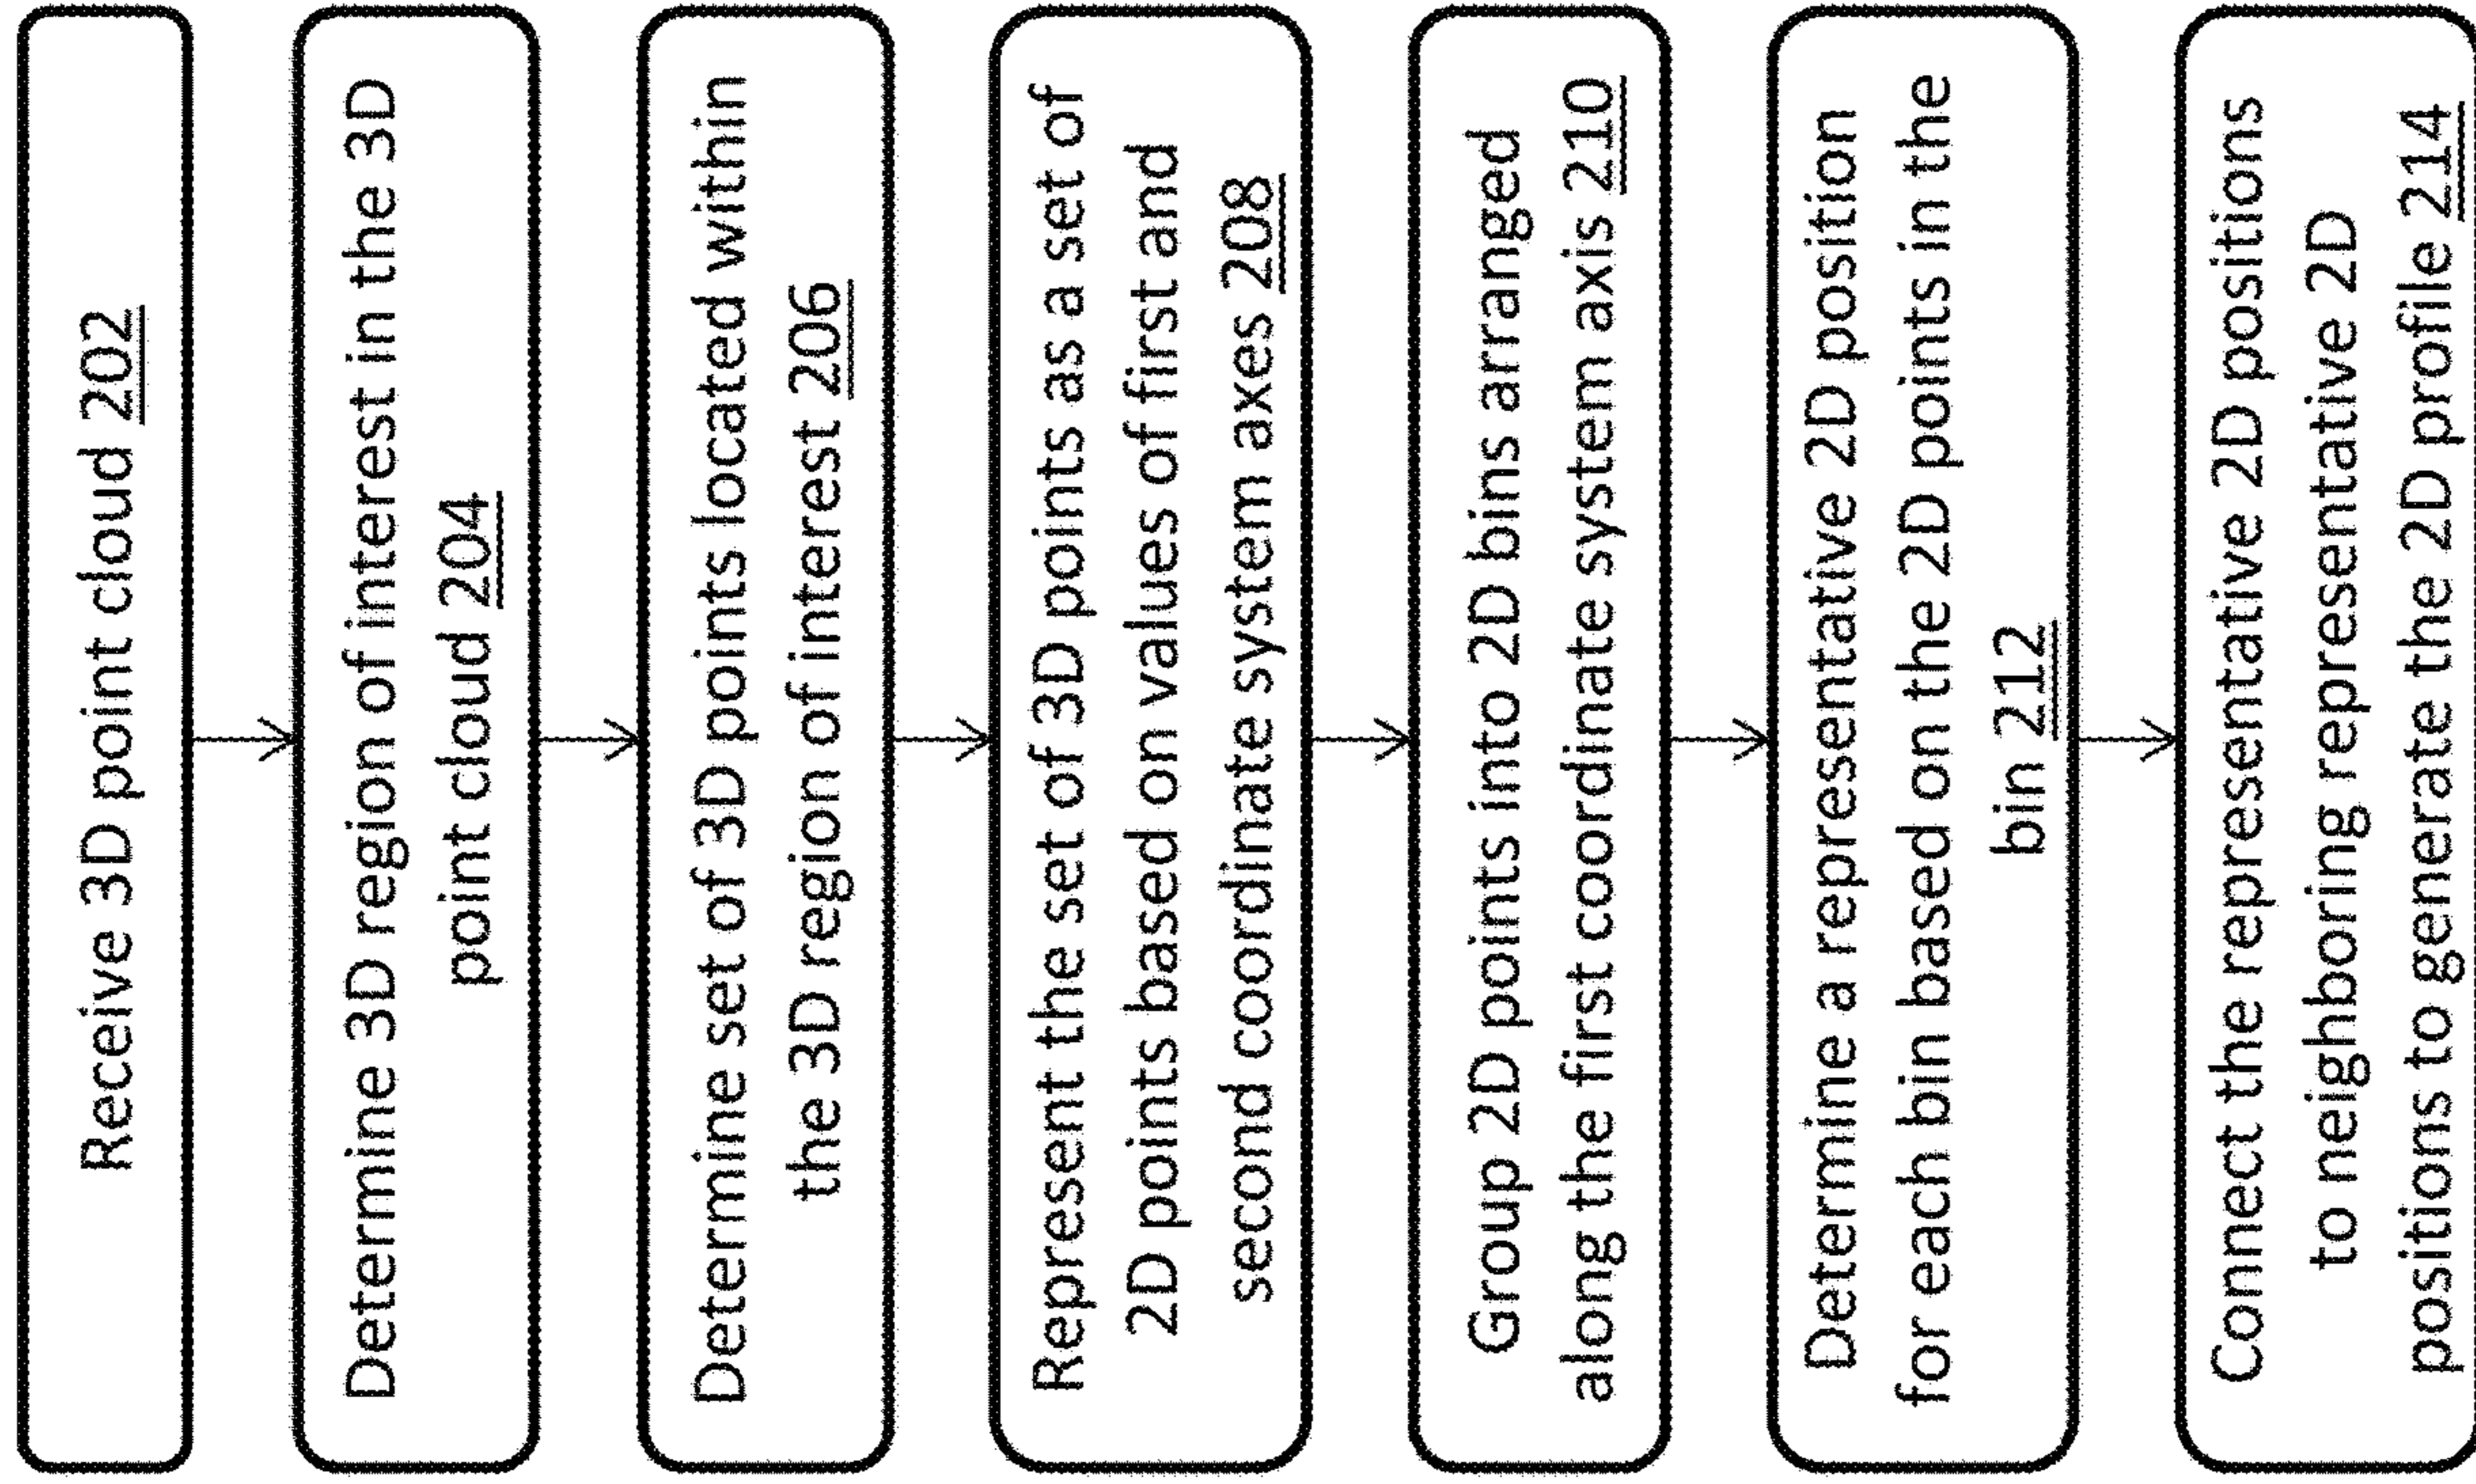 Receive 3D point cloud 202
Determine 3D region of interest in the 3D
point cloud 204
Determine set of 3D points located within
the 3D region of interest 206
Represent the set of 3D points as a set of
2D points based on values of first and
second coordinate system axes 208
Group 2D points into 2D bins arranged
along the first coordinate system axis 210
Determine a representative 2D position
for each bin based on the 2D points in the
bin 212
Connect the representative 2D positions
to neighboring representative 2D
positions to generate the 2D profile 214